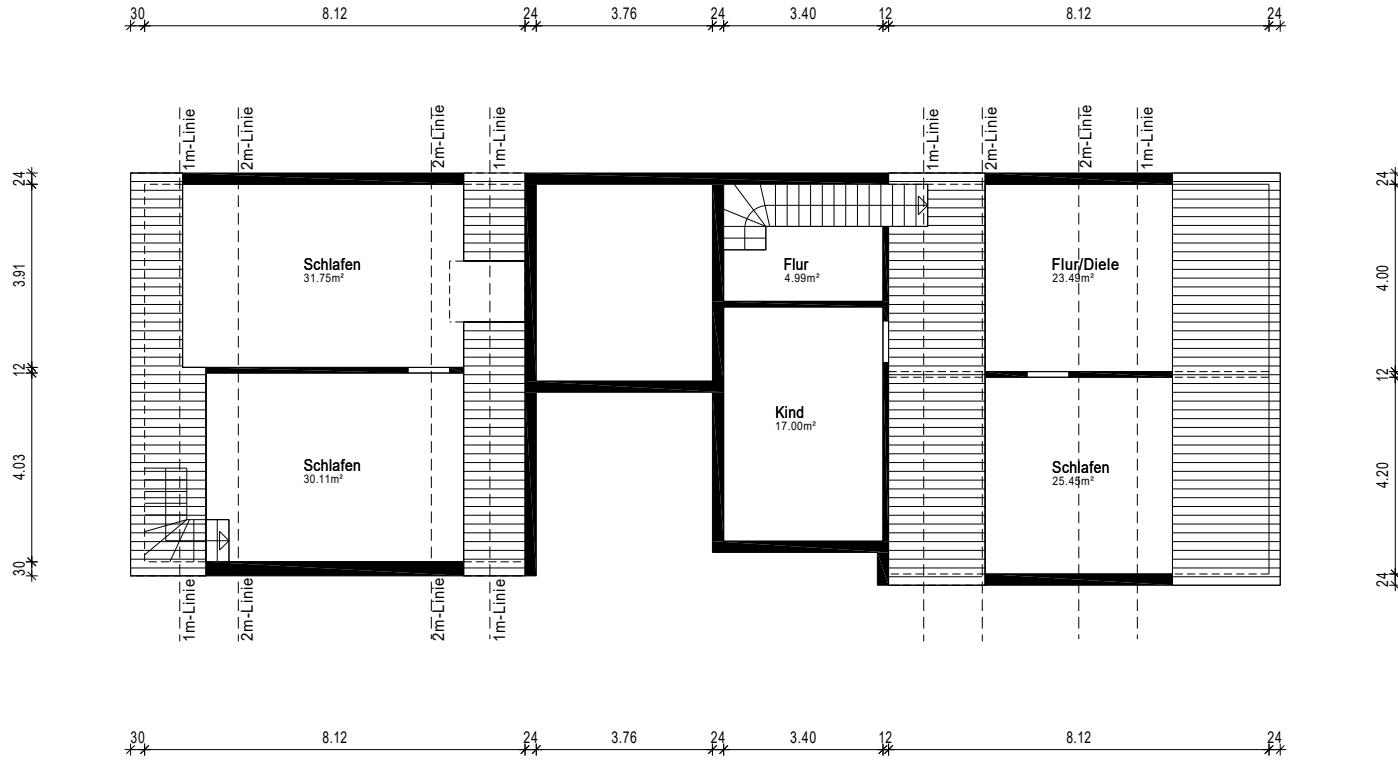 30 8.12 24 3.76 24 3.40 12 8.12 24
1m-Linie 2m-Linie 2m-Linie 1m-Linie 1m-Linie 2m-Linie 2m-Linie 1m-Linie
24 24
3.91 4.00
Schlafen Flur Flur/Diele
31.75m² 4.99m² 23.49m²
12 12
Kind
17.00m²
4.03 4.20
Schlafen Schlafen
30.11m² 25.45m²
30 24
1m-Linie 2m-Linie 2m-Linie 1m-Linie
30 8.12 24 3.76 24 3.40 12 8.12 24